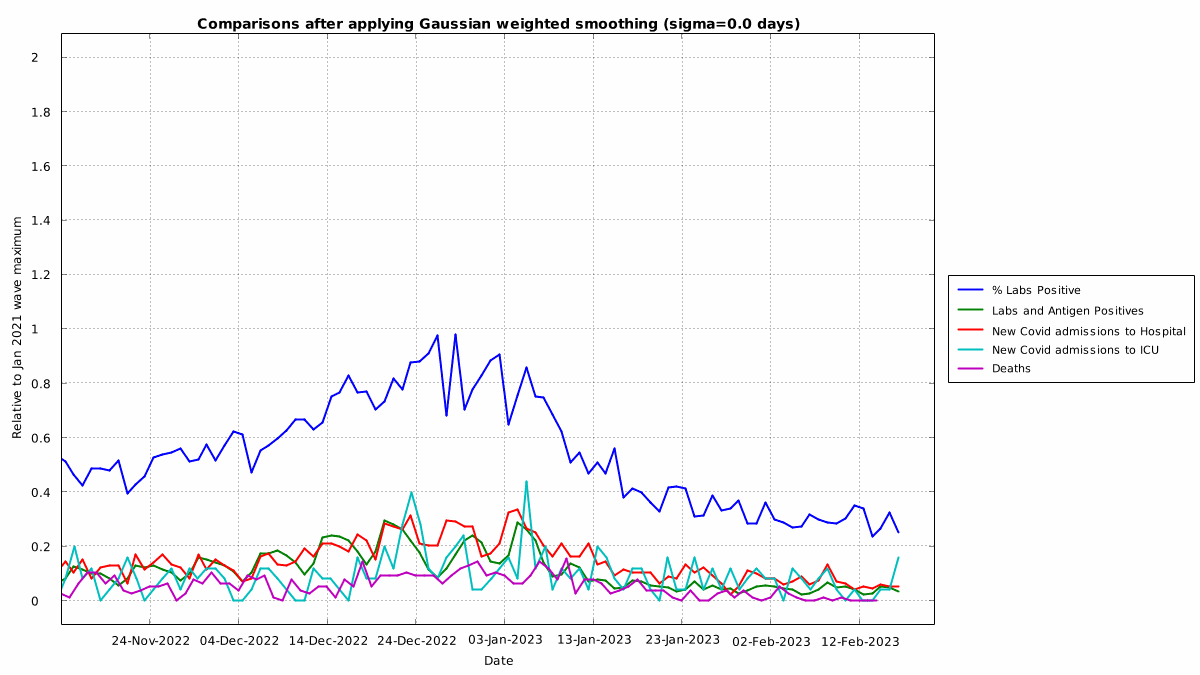 Comparisons after applying Gaussian weighted smoothing (sigma=0.0 days)
2
1.8
1.6
1.4
1.2
1
0.8
0.6
0.4
0.2
0
Relative to Jan 2021 wave maximum
24-Nov-2022 04-Dec-2022 14-Dec-2022 24-Dec-2022 03-Jan-2023 13-Jan-2023 23-Jan-2023 02-Feb-2023 12-Feb-2023
Date
% Labs Positive
Labs and Antigen Positives
New Covid admissions to Hospital
New Covid admissions to ICU
Deaths